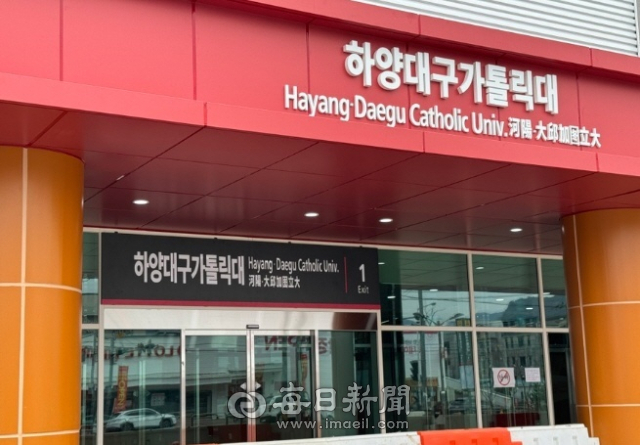 하양대구가톨릭대
Hayang·Daegu Catholic Univ. 河陽·大邱加圖立大
하양대구가톨릭대
Hayang·Daegu Catholic Univ.
河陽·大邱加圖立大
1
Exit
每日新聞
www.imaeil.com